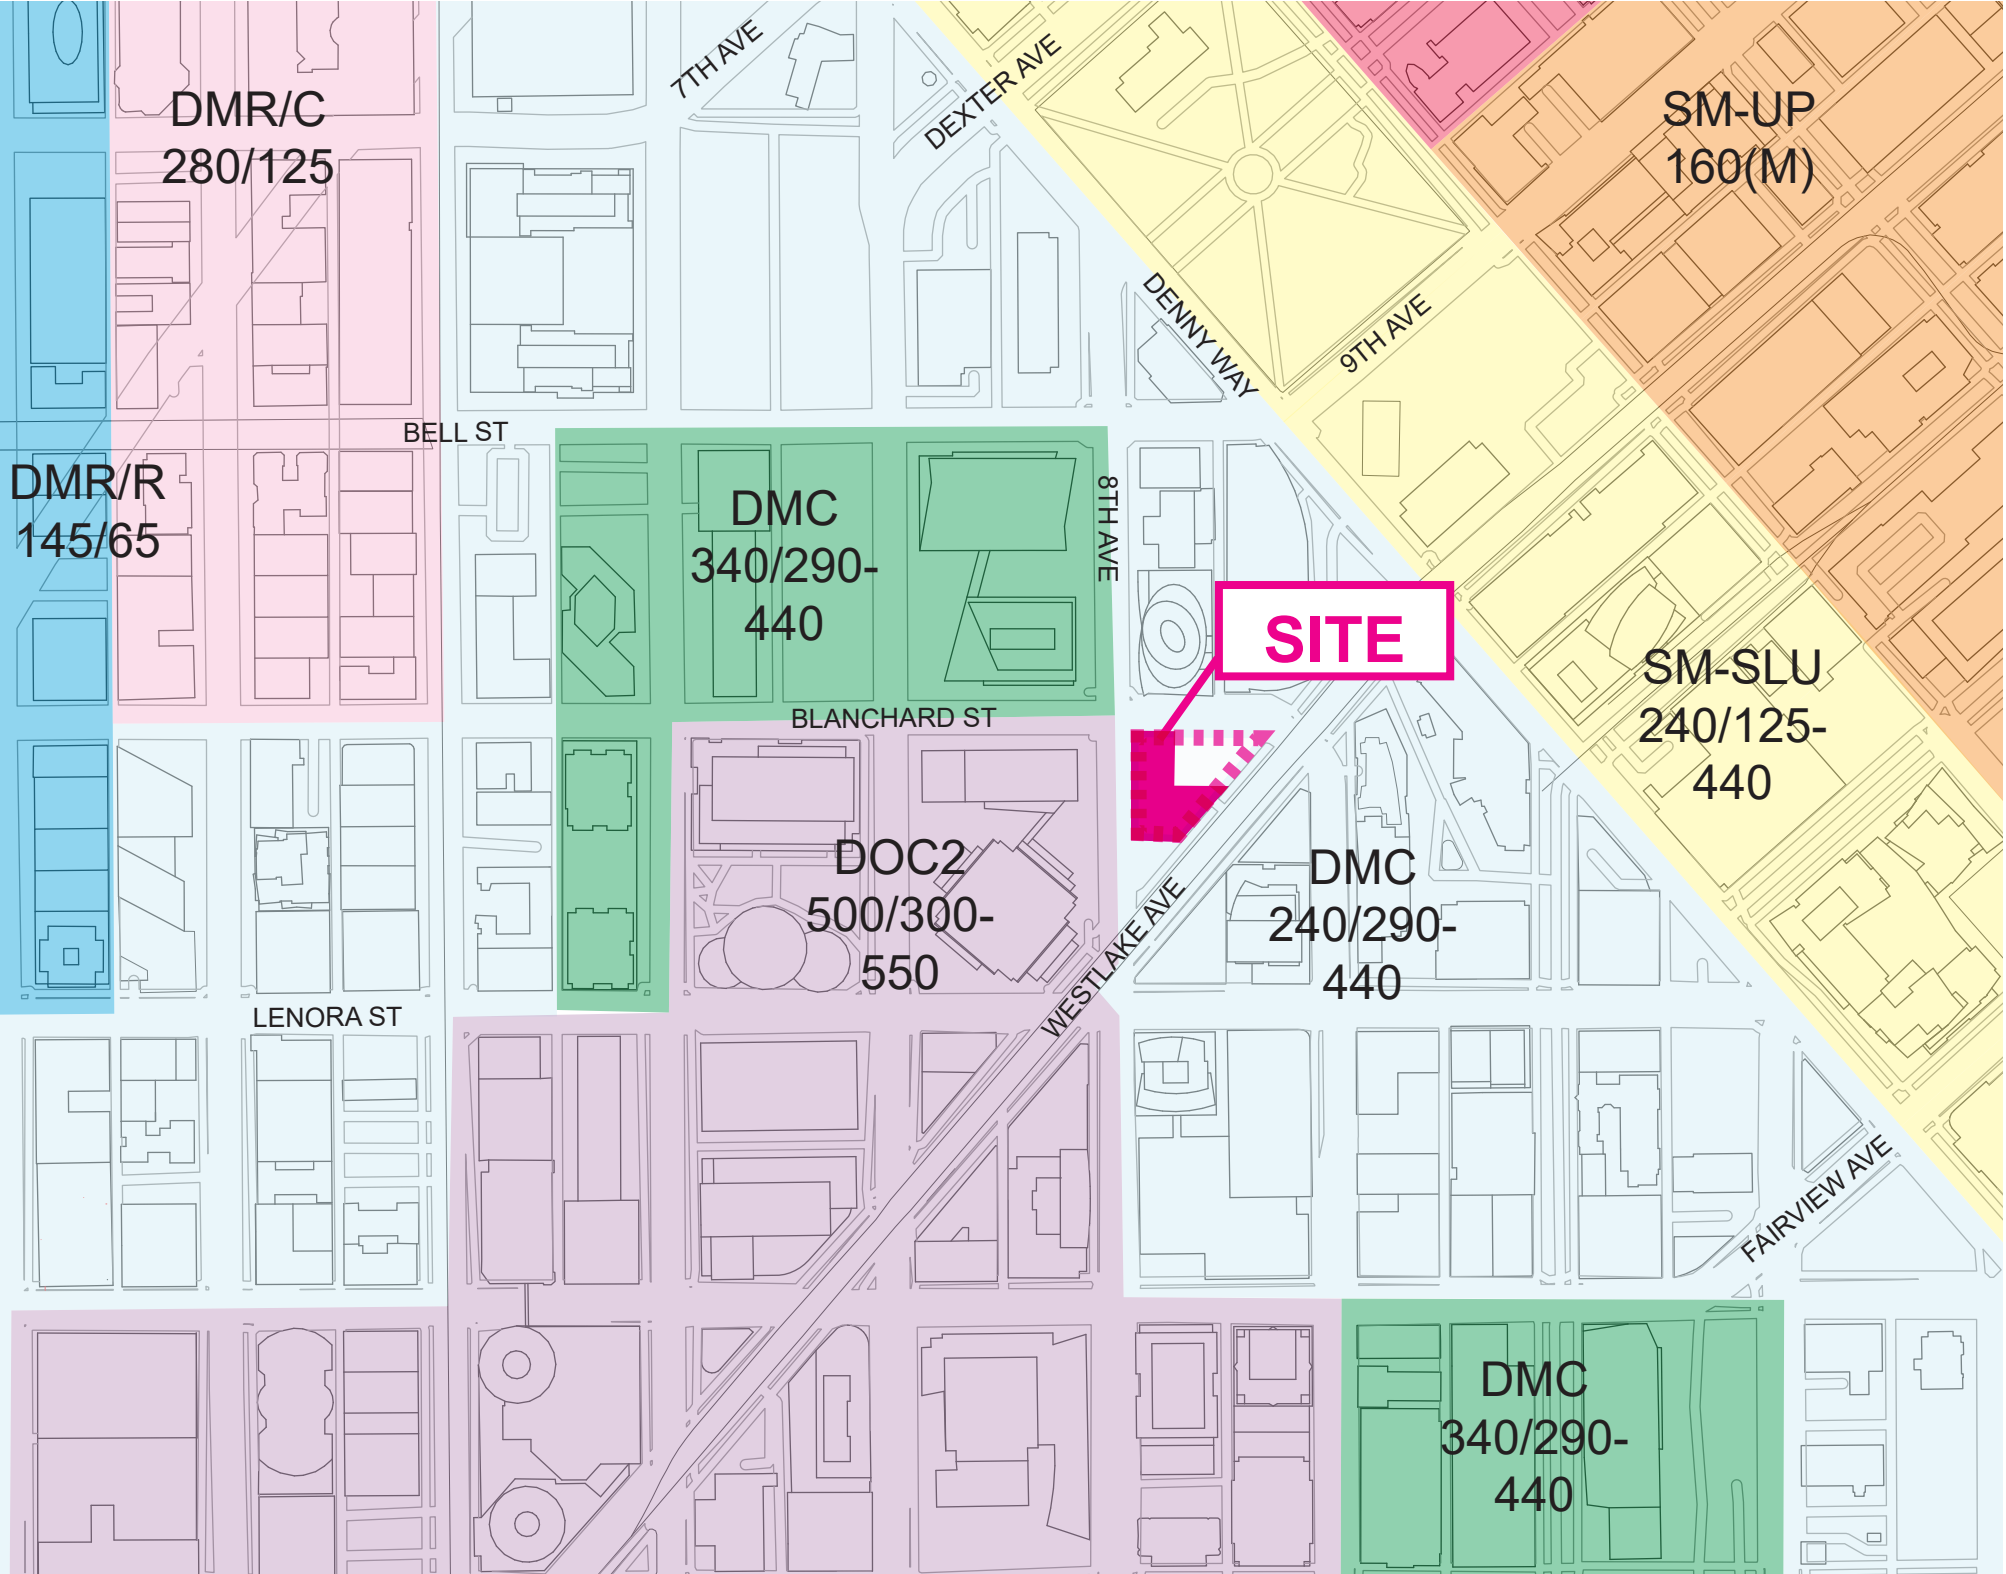 7TH AVE
DEXTER AVE
DMR/C
280/125
SM-UP
160(M)
DENNY WAY
9TH AVE
BELL ST
DMR/R
145/65
DMC
340/290-
440
8TH AVE
SITE
SM-SLU
240/125-
440
BLANCHARD ST
DOC2
500/300-
550
DMC
240/290-
440
WESTLAKE AVE
LENORA ST
FAIRVIEW AVE
DMC
340/290-
440